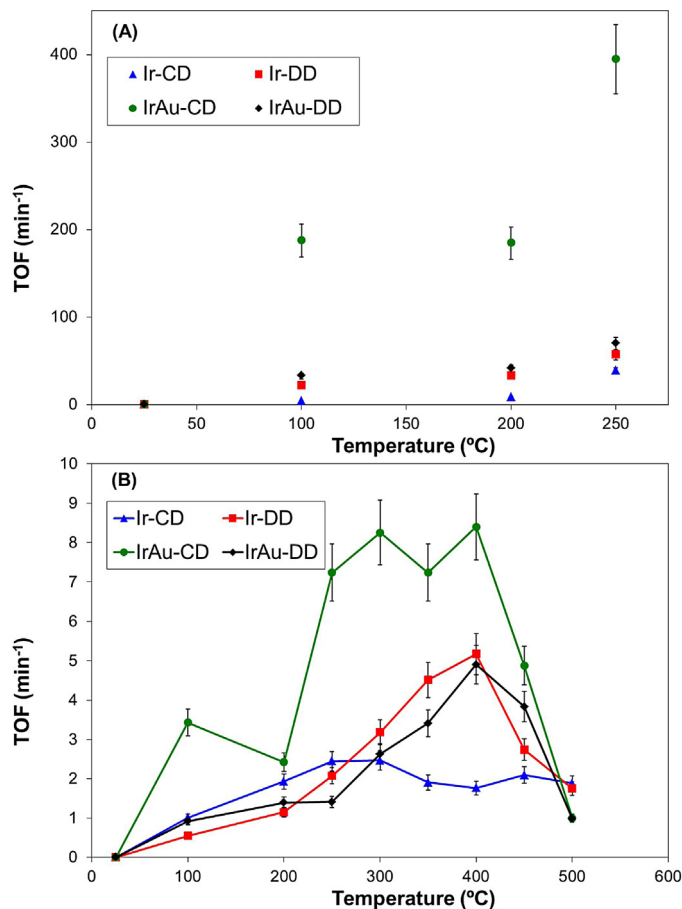 (A)
Ir-CD Ir-DD
IrAu-CD IrAu-DD
TOF (min⁻¹)
400
300
200
100
0
0 50 100 150 200 250
Temperature (ºC)
(B)
Ir-CD Ir-DD
IrAu-CD IrAu-DD
TOF (min⁻¹)
10
9
8
7
6
5
4
3
2
1
0
0 100 200 300 400 500 600
Temperature (ºC)